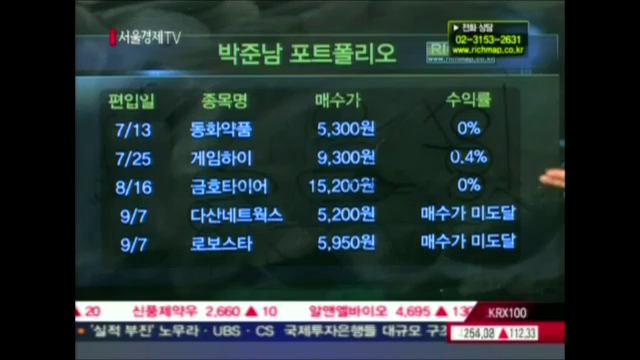 서울경제TV
▶ 전화 상담
02-3153-2631
www.richmap.co.kr
박준남 포트폴리오
편입일 종목명 매수가 수익률
7/13 동화약품 5,300원 0%
7/25 게임하이 9,300원 0.4%
8/16 금호타이어 15,200원 0%
9/7 다산네트웍스 5,200원 매수가 미도달
9/7 로보스타 5,950원 매수가 미도달
▲20 신풍제약우 2,660 ▲10 알앤엘바이오 4,695 ▲
KRX100
'실적 부진' 노무라·UBS·CS 국제투자은행들 대규모 구조
▲112.33